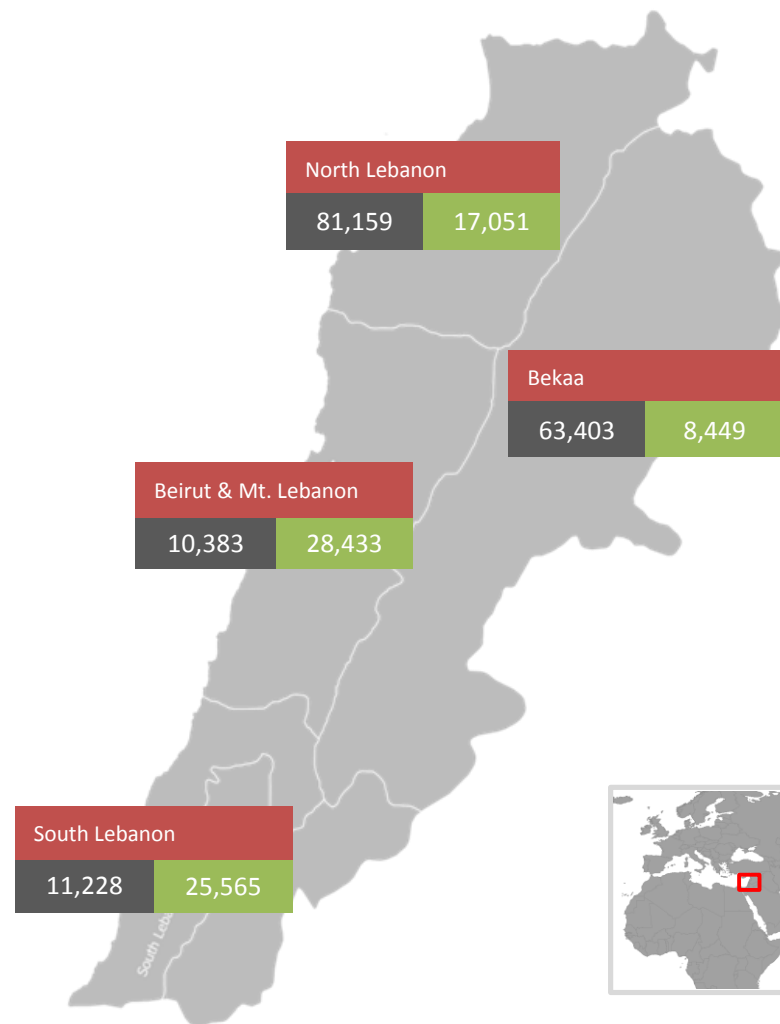 North Lebanon
81,159 17,051
Bekaa
63,403 8,449
Beirut & Mt. Lebanon
10,383 28,433
South Lebanon
11,228 25,565
South